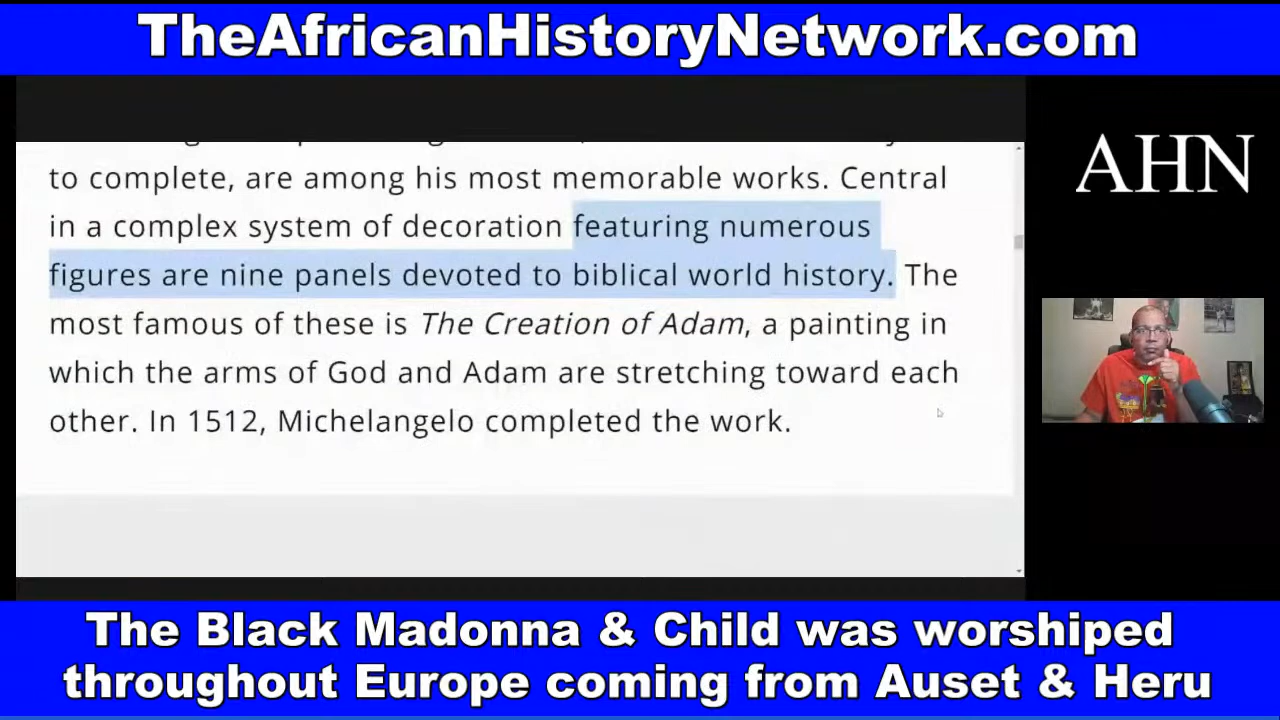 TheAfricanHistoryNetwork.com
AHN
to complete, are among his most memorable works. Central
in a complex system of decoration featuring numerous
figures are nine panels devoted to biblical world history. The
most famous of these is The Creation of Adam, a painting in
which the arms of God and Adam are stretching toward each
other. In 1512, Michelangelo completed the work.
The Black Madonna & Child was worshiped
throughout Europe coming from Auset & Heru